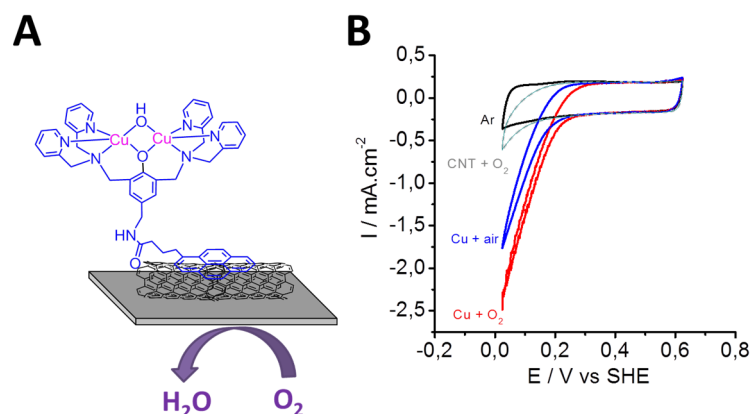 A
H
O
N
N
N
Cu
Cu
N
N
O
N
HN
O
H2O
O2
B
I / mA.cm-2
0,5
0,0
-0,5
-1,0
-1,5
-2,0
-2,5
Ar
CNT + O2
Cu + air
Cu + O2
-0,2
0,0
0,2
0,4
0,6
0,8
E / V vs SHE